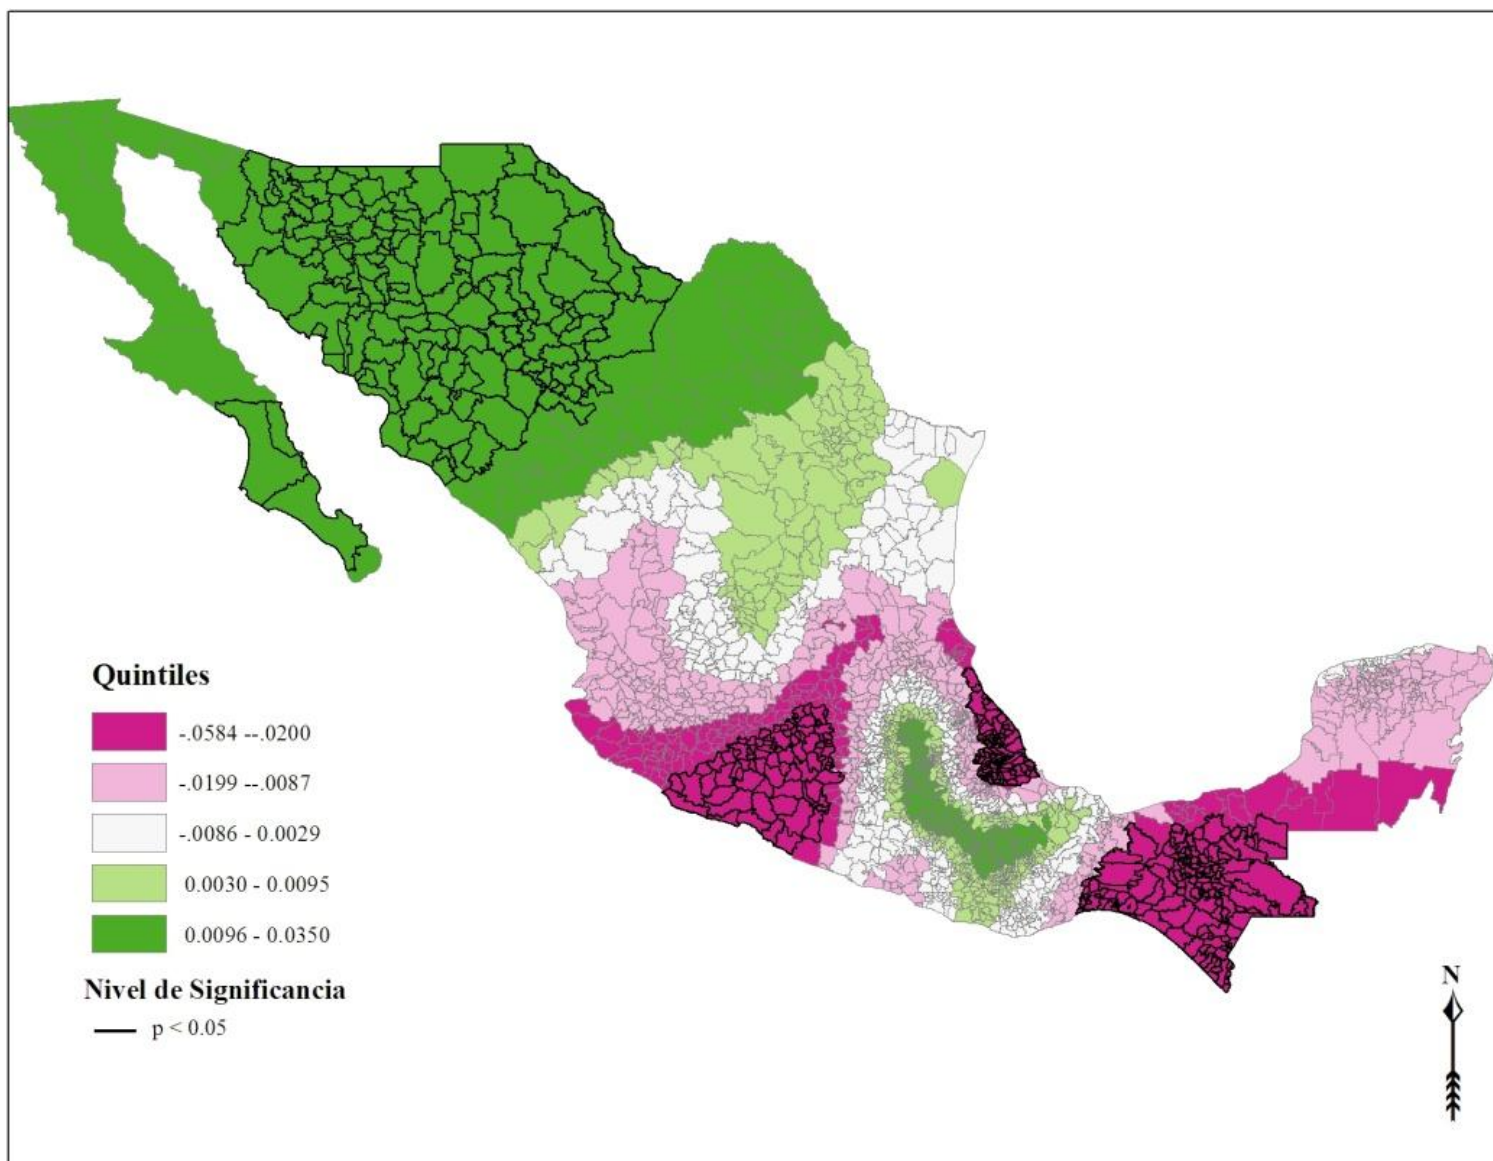 Quintiles
-.0584 --.0200
-.0199 --.0087
-.0086 - 0.0029
0.0030 - 0.0095
0.0096 - 0.0350
Nivel de Significancia
p < 0.05
N